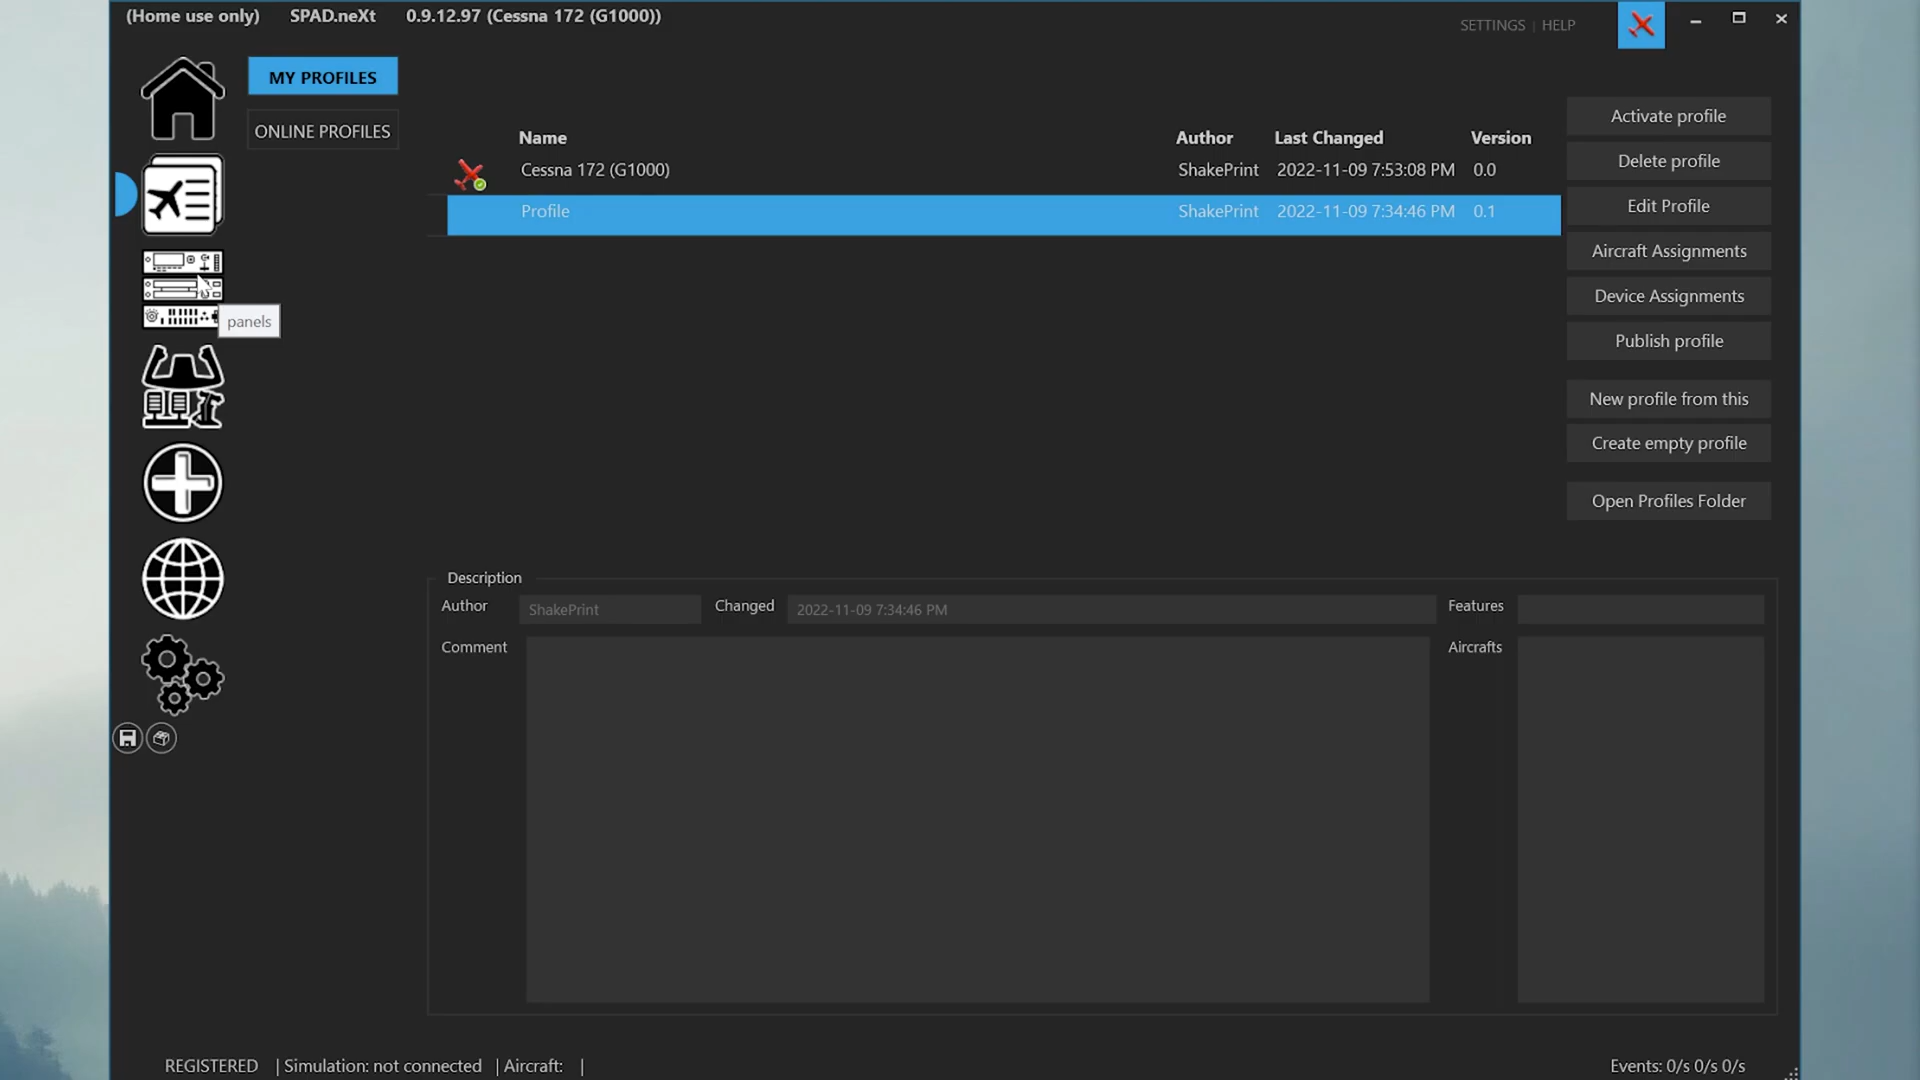 (Home use only) SPAD.neXt 0.9.12.97 (Cessna 172 (G1000))
SETTINGS | HELP
MY PROFILES
ONLINE PROFILES
Name Author Last Changed Version
Cessna 172 (G1000) ShakePrint 2022-11-09 7:53:08 PM 0.0
Profile ShakePrint 2022-11-09 7:34:46 PM 0.1
panels
Activate profile
Delete profile
Edit Profile
Aircraft Assignments
Device Assignments
Publish profile
New profile from this
Create empty profile
Open Profiles Folder
Description
Author ShakePrint Changed 2022-11-09 7:34:46 PM Features
Comment Aircrafts
REGISTERED | Simulation: not connected | Aircraft: | Events: 0/s 0/s 0/s